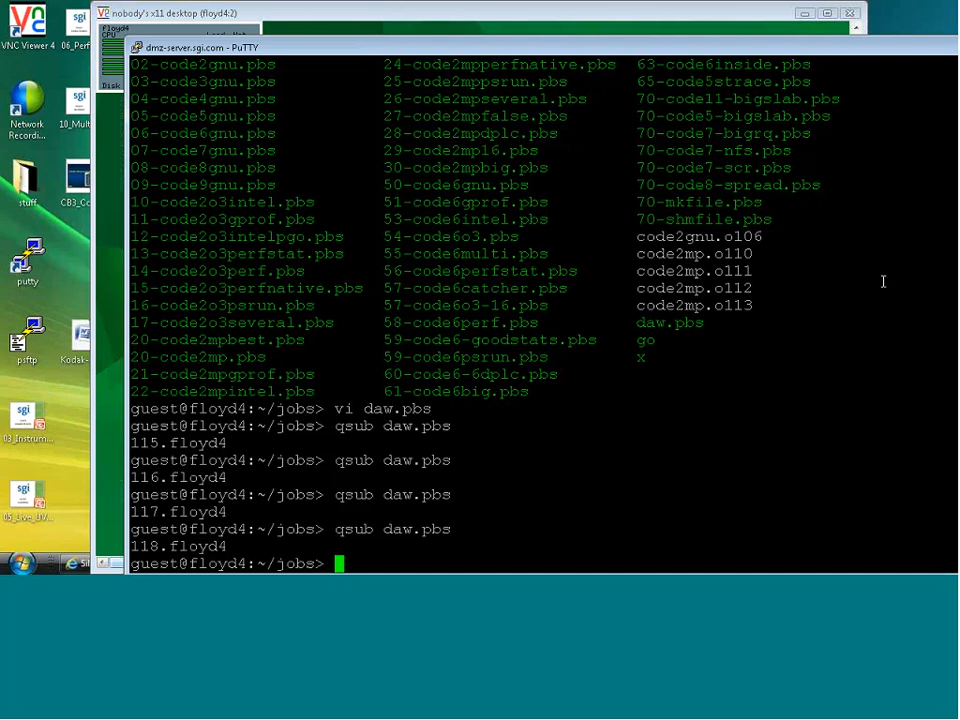 VNC Viewer 4
06_Perf
Network
Recordi...
10_Mult
stuff
CB3_Co
putty
psftp
Kodak-
03_Instrum...
05_Live_LIV...
nobody's x11 desktop (floyd4:2)
floyd4
CPU
Disk
dmz-server.sgi.com - PuTTY
02-code2gnu.pbs 24-code2mpperfnative.pbs 63-code6inside.pbs
03-code3gnu.pbs 25-code2mppsrun.pbs 65-code5strace.pbs
04-code4gnu.pbs 26-code2mpseveral.pbs 70-code11-bigslab.pbs
05-code5gnu.pbs 27-code2mpfalse.pbs 70-code5-bigslab.pbs
06-code6gnu.pbs 28-code2mpdplc.pbs 70-code7-bigrq.pbs
07-code7gnu.pbs 29-code2mp16.pbs 70-code7-nfs.pbs
08-code8gnu.pbs 30-code2mpbig.pbs 70-code7-scr.pbs
09-code9gnu.pbs 50-code6gnu.pbs 70-code8-spread.pbs
10-code2o3intel.pbs 51-code6gprof.pbs 70-mkfile.pbs
11-code2o3gprof.pbs 53-code6intel.pbs 70-shmfile.pbs
12-code2o3intelpgo.pbs 54-code6o3.pbs code2gnu.o106
13-code2o3perfstat.pbs 55-code6multi.pbs code2mp.o110
14-code2o3perf.pbs 56-code6perfstat.pbs code2mp.o111
15-code2o3perfnative.pbs 57-code6catcher.pbs code2mp.o112
16-code2o3psrun.pbs 57-code6o3-16.pbs code2mp.o113
17-code2o3several.pbs 58-code6perf.pbs daw.pbs
20-code2mpbest.pbs 59-code6-goodstats.pbs go
20-code2mp.pbs 59-code6psrun.pbs x
21-code2mpgprof.pbs 60-code6-6dplc.pbs
22-code2mpintel.pbs 61-code6big.pbs
guest@floyd4:~/jobs> vi daw.pbs
guest@floyd4:~/jobs> qsub daw.pbs
115.floyd4
guest@floyd4:~/jobs> qsub daw.pbs
116.floyd4
guest@floyd4:~/jobs> qsub daw.pbs
117.floyd4
guest@floyd4:~/jobs> qsub daw.pbs
118.floyd4
guest@floyd4:~/jobs>